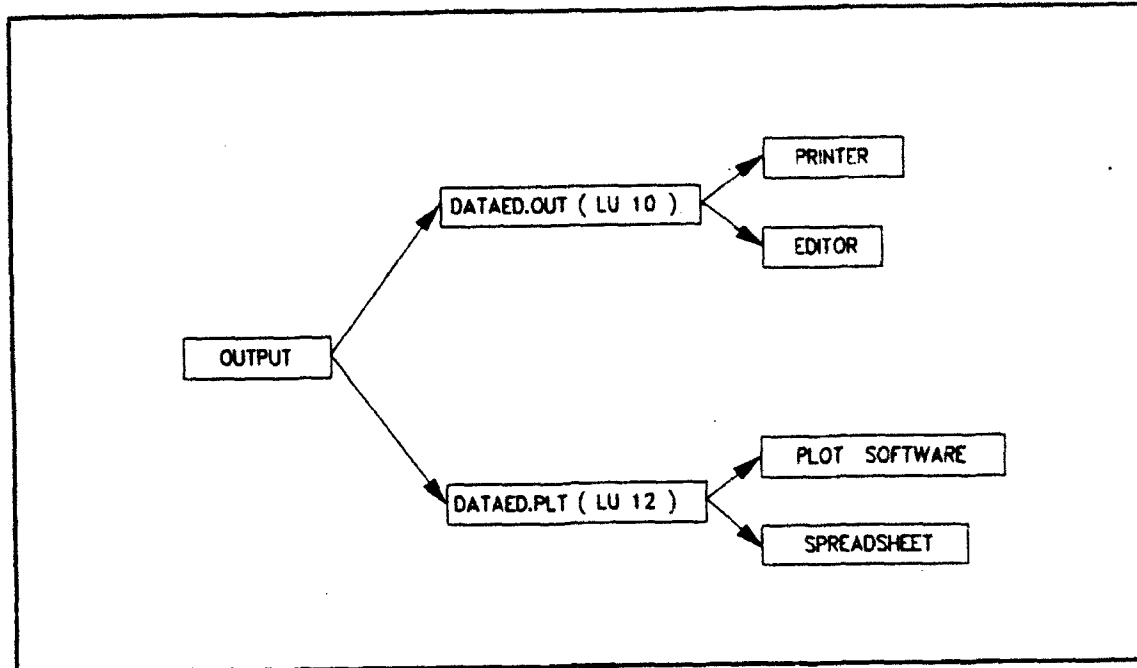 PRINTER
DATAED.OUT ( LU 10 )
EDITOR
OUTPUT
PLOT SOFTWARE
DATAED.PLT ( LU 12 )
SPREADSHEET